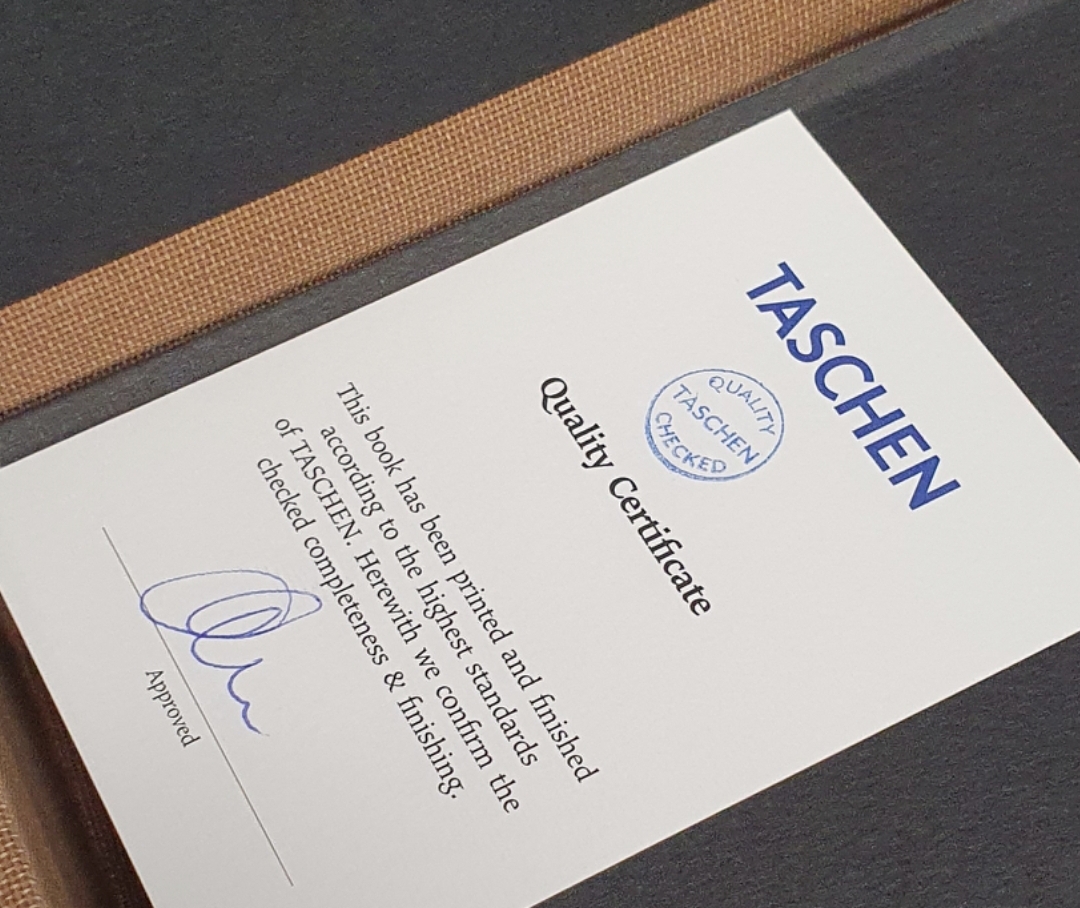 TASCHEN
QUALITY
TASCHEN
CHECKED
Quality Certificate
This book has been printed and finished
according to the highest standards
of TASCHEN. Herewith we confirm the
checked completeness & finishing.
Approved